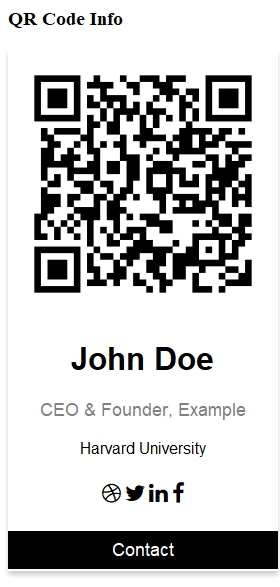 QR Code Info
John Doe
CEO & Founder, Example
Harvard University
Contact